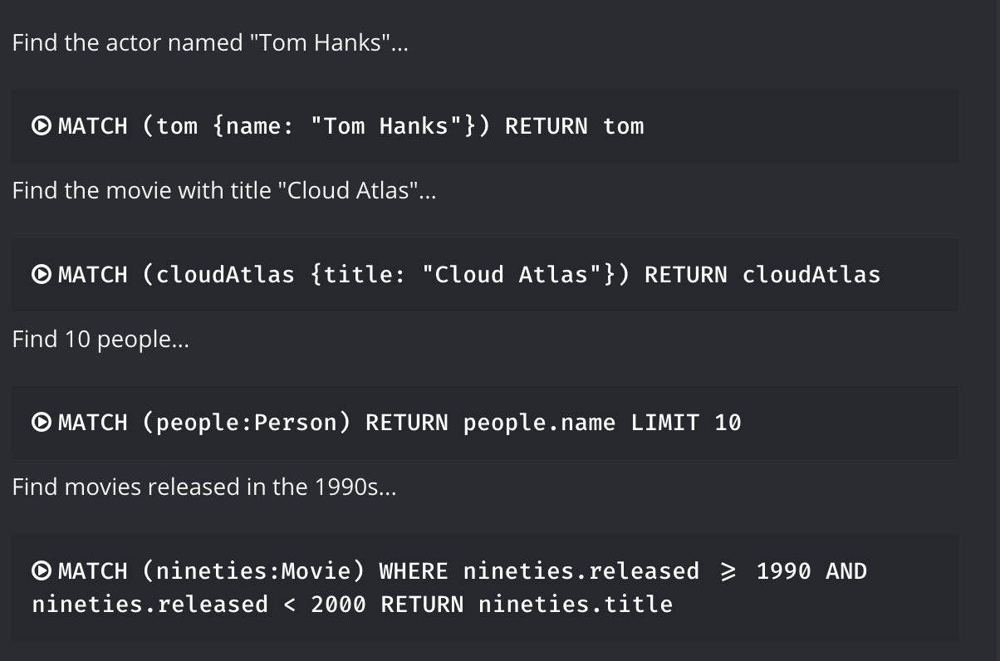 Find the actor named "Tom Hanks"...
MATCH (tom {name: "Tom Hanks"}) RETURN tom
Find the movie with title "Cloud Atlas"...
MATCH (cloudAtlas {title: "Cloud Atlas"}) RETURN cloudAtlas
Find 10 people...
MATCH (people:Person) RETURN people.name LIMIT 10
Find movies released in the 1990s...
MATCH (nineties:Movie) WHERE nineties.released >= 1990 AND
nineties.released < 2000 RETURN nineties.title